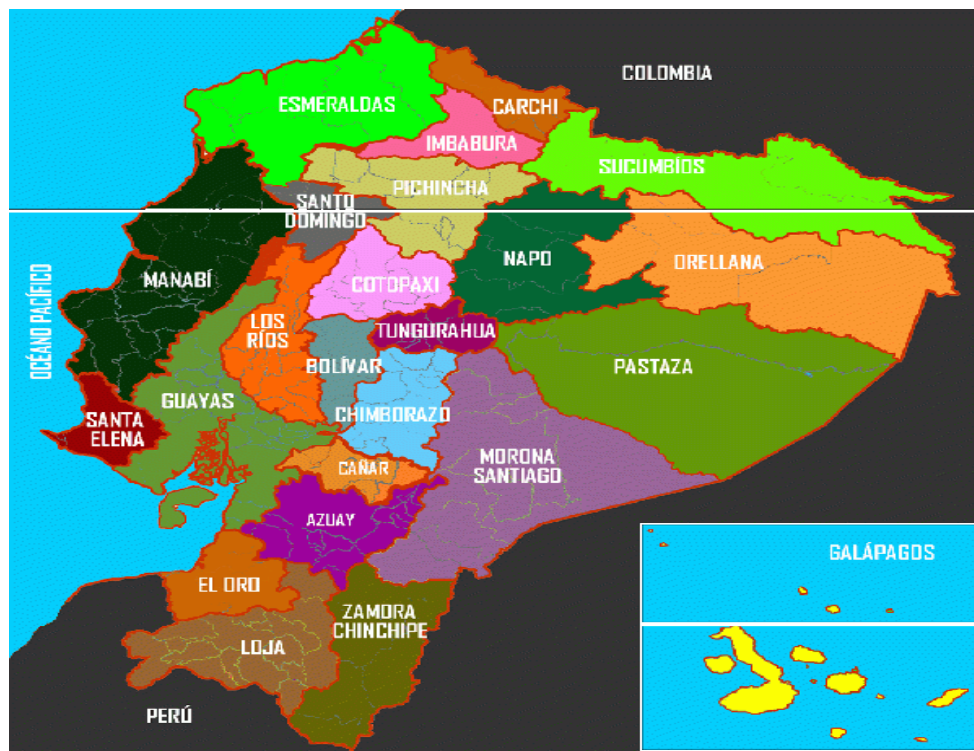 COLOMBIA
ESMERALDAS
CARCHI
IMBABURA
SUCUMBÍOS
PICHINCHA
SANTO
DOMINGO
NAPO
ORELLANA
MANABÍ
COTOPAXI
OCÉANO PACÍFICO
LOS
RÍOS
TUNGURAHUA
BOLÍVAR
PASTAZA
GUAYAS
CHIMBORAZO
SANTA
ELENA
MORONA
SANTIAGO
CAÑAR
AZUAY
GALÁPAGOS
EL ORO
ZAMORA
CHINCHIPE
LOJA
PERÚ